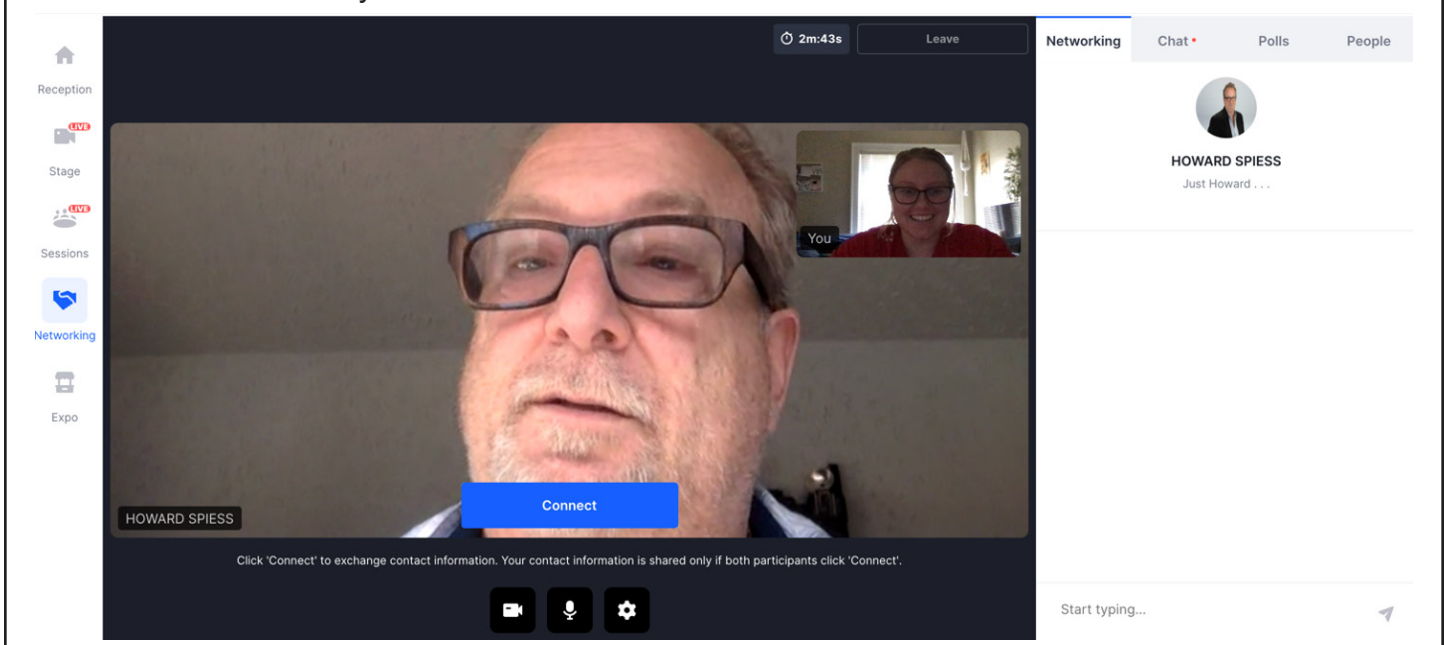 Reception
LIVE
Stage
LIVE
Sessions
Networking
Expo
2m:43s
Leave
You
HOWARD SPIESS
Connect
Click 'Connect' to exchange contact information. Your contact information is shared only if both participants click 'Connect'.
Networking Chat Polls People
HOWARD SPIESS
Just Howard . . .
Start typing...